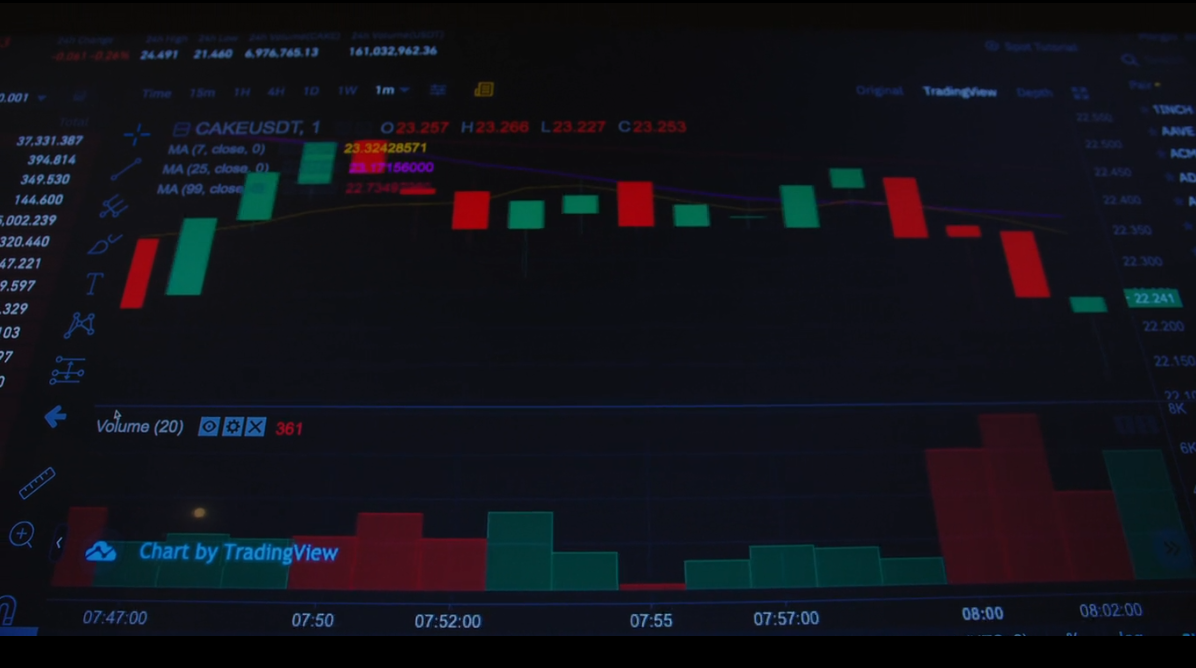 24h Change 24h High 24h Low 24h Volume(CAKE) 24h Volume(USDT)
-0.061 -0.26% 24.491 21.460 6,976,765.13 161,032,962.36
Spot Tutorial
0.001 Time 15m 1H 4H 1D 1W 1m Original TradingView Depth
Pair
Total
37,331.387
394.814
349.530
144.600
5,002.239
320.440
47.221
9.597
.329
103
97
0
CAKEUSDT, 1 O23.257 H23.266 L23.227 C23.253
MA (7, close, 0) 23.32428571
MA (25, close, 0) 23.17156000
MA (99, close
1INCH
AAVE
ACM
AD
A
22.550
22.500
22.450
22.400
22.350
22.300
22.241
22.200
22.150
22.10
8K
6K
Volume (20) 361
Chart by TradingView
07:47:00 07:50 07:52:00 07:55 07:57:00 08:00 08:02:00